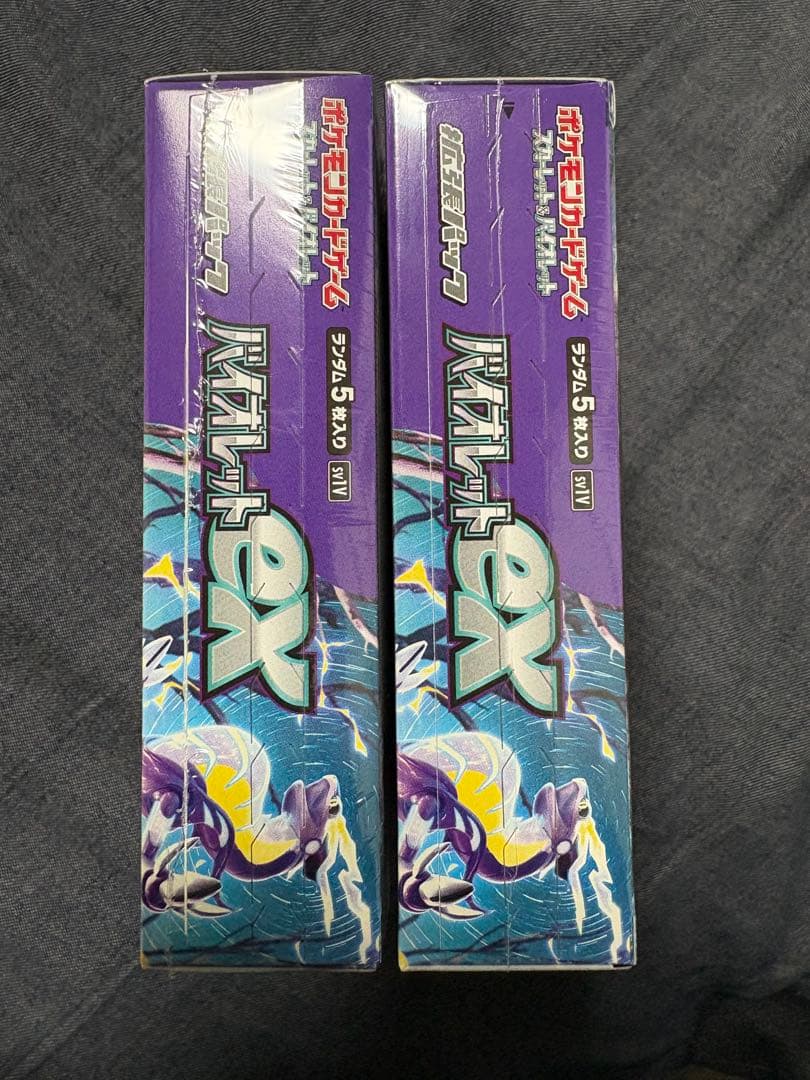 ポケモンカードゲーム
スカーレット&バイオレット
拡張パック
ランダム5枚入り SV1V
バイオレットex
ポケモンカードゲーム
スカーレット&バイオレット
拡張パック
ランダム5枚入り SV1V
バイオレットex